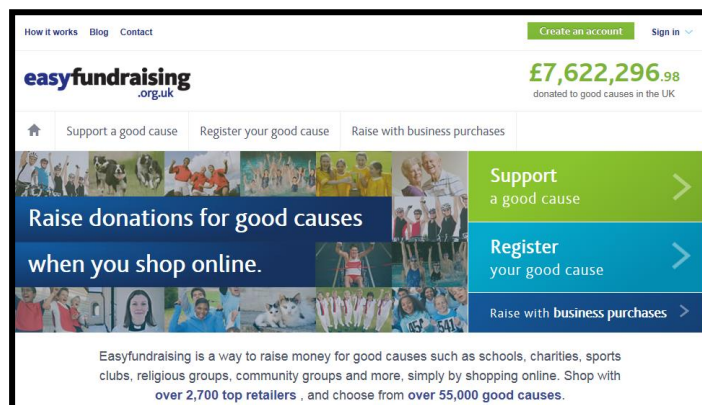 How it works Blog Contact Create an account Sign in
easyfundraising
.org.uk
£7,622,296.98
donated to good causes in the UK
Support a good cause Register your good cause Raise with business purchases
Raise donations for good causes
when you shop online.
Support
a good cause
Register
your good cause
Raise with business purchases
Easyfundraising is a way to raise money for good causes such as schools, charities, sports
clubs, religious groups, community groups and more, simply by shopping online. Shop with
over 2,700 top retailers , and choose from over 55,000 good causes.